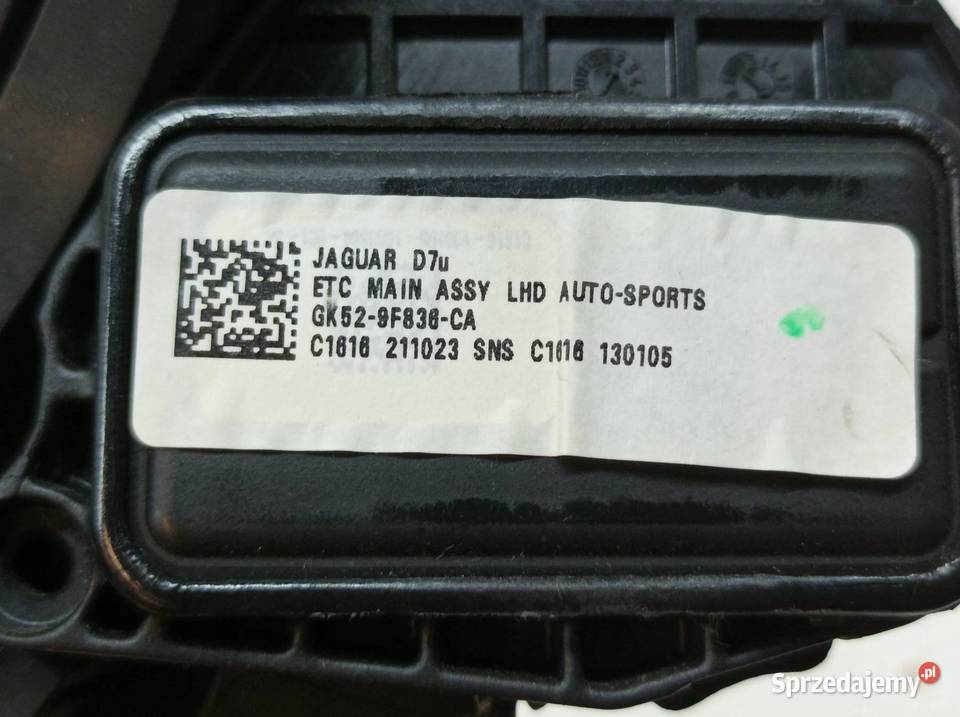 JAGUAR D7u
ETC MAIN ASSY LHD AUTO-SPORTS
GK52-9F836-CA
C1616 211023 SNS C1616 130105
Sprzedajemy.pl